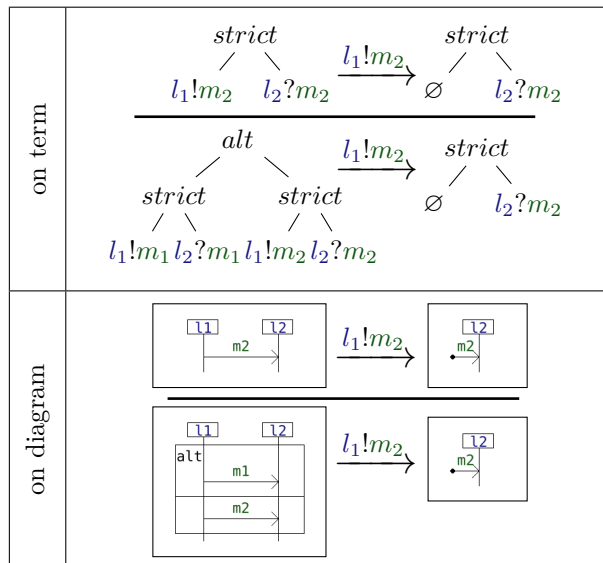 on term
strict l₁!m₂ strict
l₁!m₂ l₂?m₂ ∅ l₂?m₂
alt l₁!m₂ strict
strict strict ∅ l₂?m₂
l₁!m₁ l₂?m₁ l₁!m₂ l₂?m₂
on diagram
l1 l2 l₁!m₂ l2
m2 m2
l1 l2 l₁!m₂ l2
alt m1 m2
m2